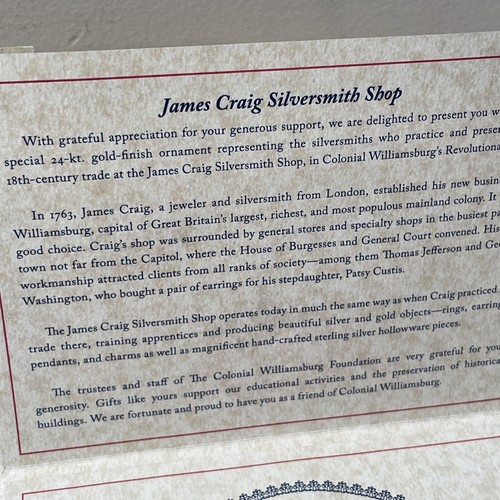 James Craig Silversmith Shop
With grateful appreciation for your generous support, we are delighted to present you
special 24-kt. gold-finish ornament representing the silversmiths who practice and
18th-century trade at the James Craig Silversmith Shop, in Colonial Williamsburg's
In 1763, James Craig, a jeweler and silversmith from London, established his new
Williamsburg, capital of Great Britain's largest, richest, and most populous mainland colony. It
good choice. Craig's shop was surrounded by general stores and specialty shops in the busiest
town not far from the Capitol, where the House of Burgesses and General Court convened. His
workmanship attracted clients from all ranks of society—among them Thomas Jefferson and
Washington, who bought a pair of earrings for his stepdaughter, Patsy Custis.
The James Craig Silversmith Shop operates today in much the same way as when Craig practiced
trade there, training apprentices and producing beautiful silver and gold objects—rings,
pendants, and charms as well as magnificent hand-crafted sterling silver hollowware pieces.
The trustees and staff of The Colonial Williamsburg Foundation are very grateful for
generosity. Gifts like yours support our educational activities and the preservation of
buildings. We are fortunate and proud to have you as a friend of Colonial Williamsburg.